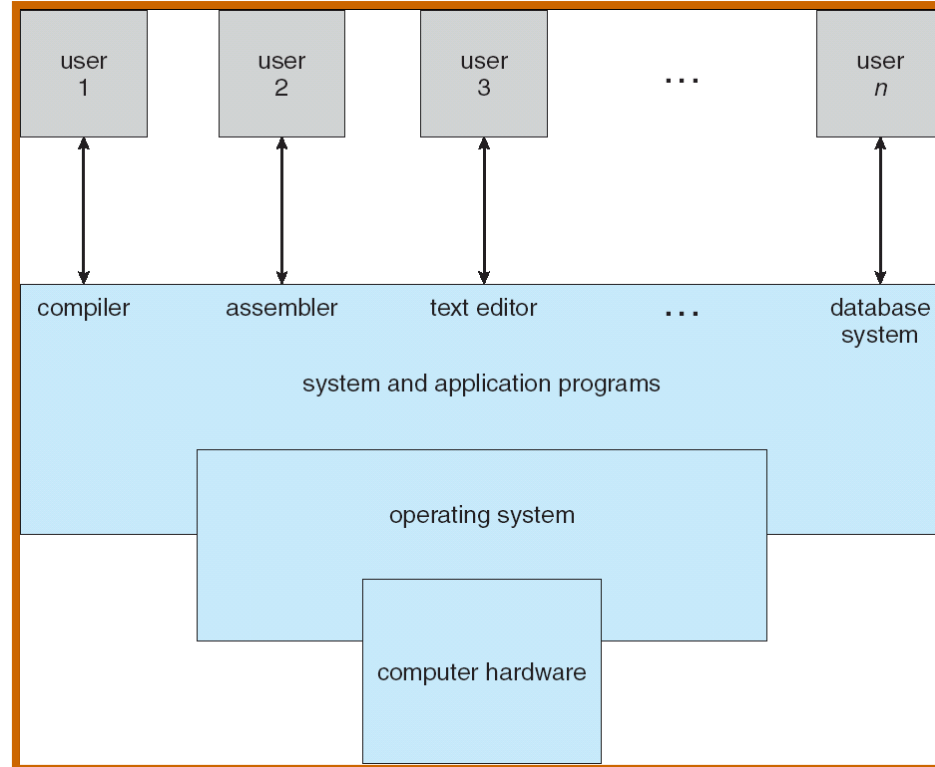 user
1
user
2
user
3
...
user
n
compiler
assembler
text editor
...
database
system
system and application programs
operating system
computer hardware